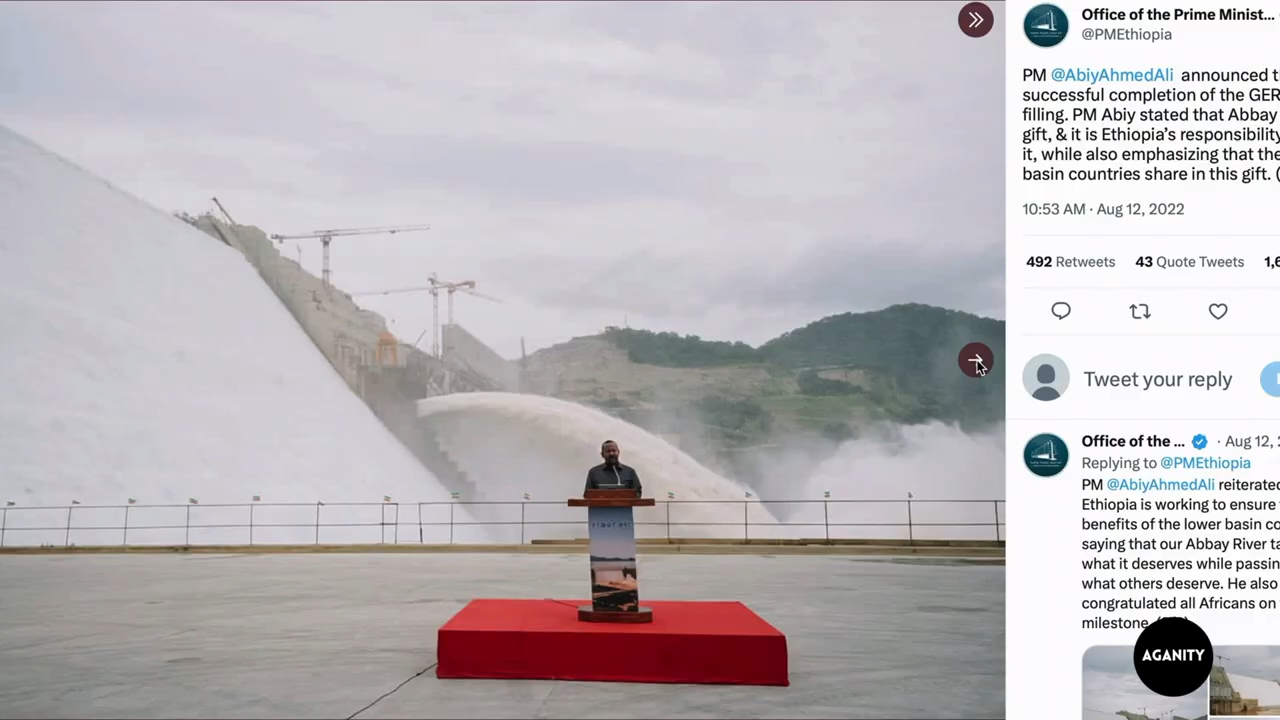 Office of the Prime Minist...
@PMEthiopia
PM @AbiyAhmedAli announced t
successful completion of the GER
filling. PM Abiy stated that Abbay
gift, & it is Ethiopia's responsibility
it, while also emphasizing that the
basin countries share in this gift. (
10:53 AM · Aug 12, 2022
492 Retweets 43 Quote Tweets 1,6
Tweet your reply
Office of the ... · Aug 12, 2
Replying to @PMEthiopia
PM @AbiyAhmedAli reiterated
Ethiopia is working to ensure
benefits of the lower basin co
saying that our Abbay River ta
what it deserves while passin
what others deserve. He also
congratulated all Africans on
milestone.
AGANITY